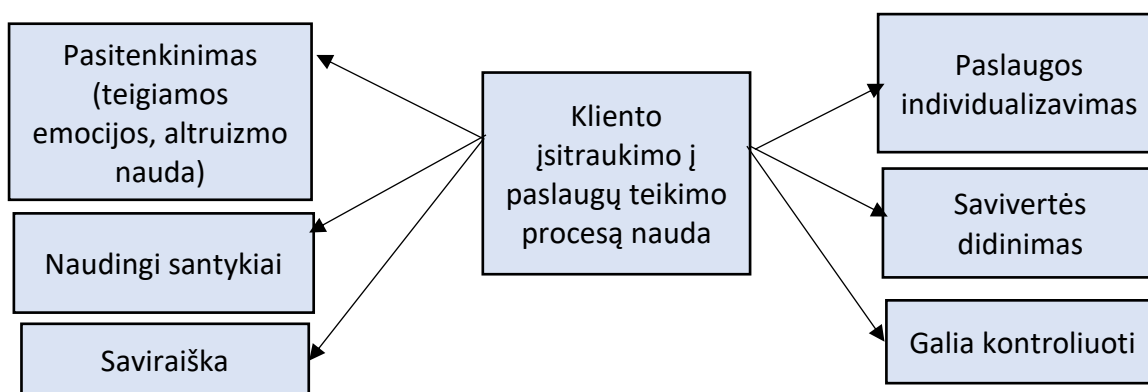 Pasitenkinimas
(teigiamos
emocijos, altruizmo
nauda)
Naudingi santykiai
Saviraiška
Kliento
įsitraukimo į
paslaugų teikimo
procesą nauda
Paslaugos
individualizavimas
Savivertės
didinimas
Galia kontroliuoti